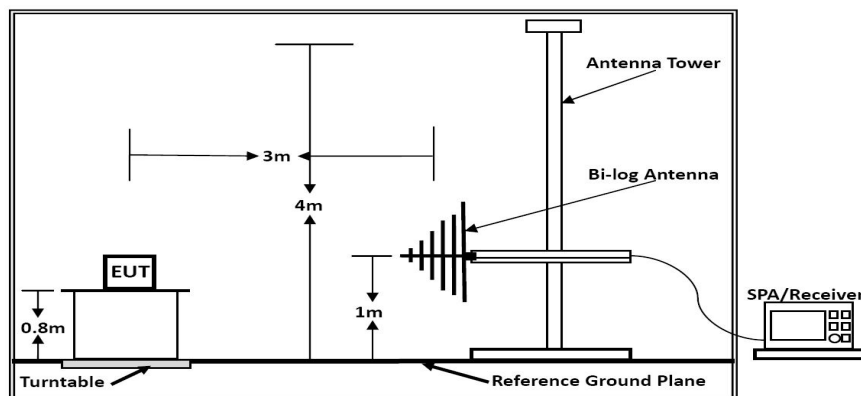 Antenna Tower
3m
Bi-log Antenna
4m
EUT
SPA/Receiver
0.8m
1m
Turntable
Reference Ground Plane